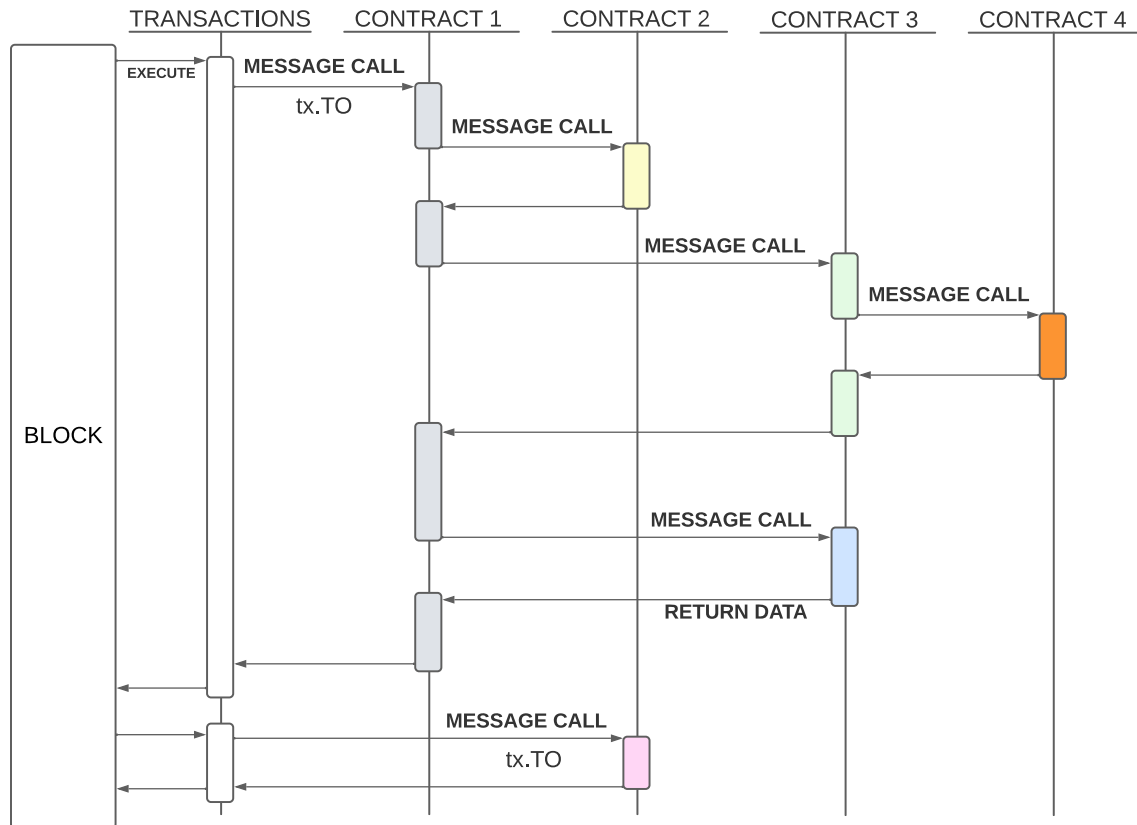 TRANSACTIONS
CONTRACT 1
CONTRACT 2
CONTRACT 3
CONTRACT 4
EXECUTE
MESSAGE CALL
tx.TO
MESSAGE CALL
MESSAGE CALL
MESSAGE CALL
BLOCK
MESSAGE CALL
RETURN DATA
MESSAGE CALL
tx.TO